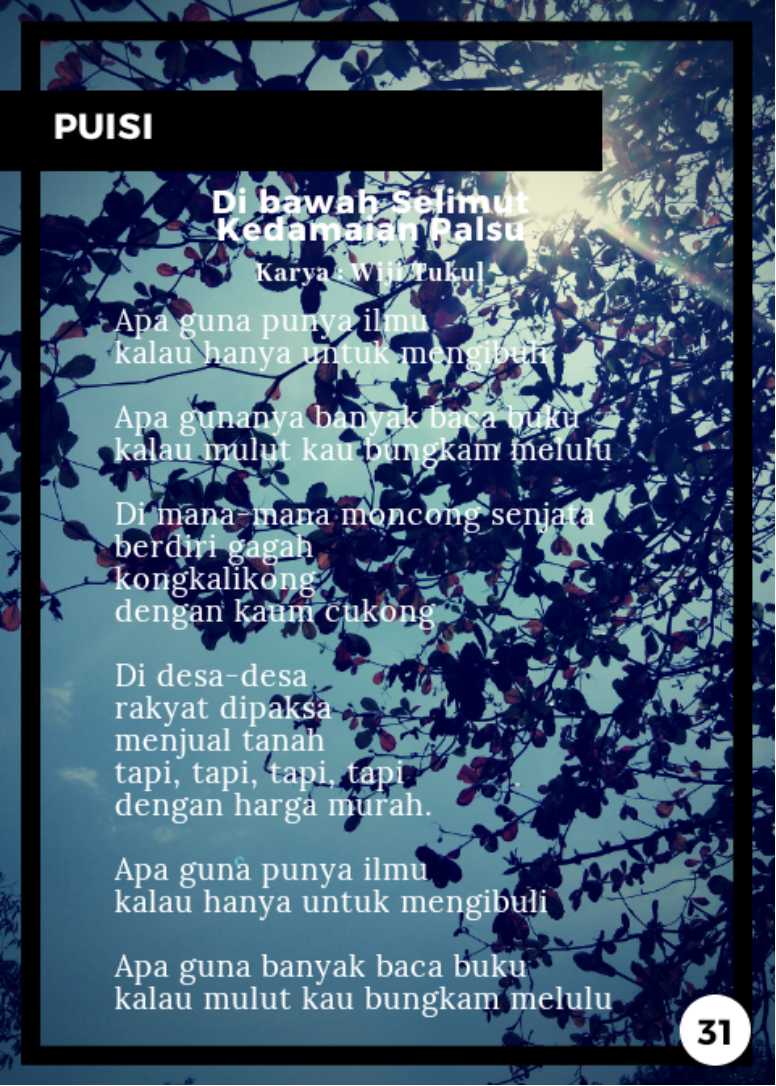 PUISI
Di bawah Selimut
Kedamaian Palsu
Karya : Wiji Tukul
Apa guna punya ilmu
kalau hanya untuk mengibuli
Apa gunanya banyak baca buku
kalau mulut kau bungkam melulu
Di mana-mana moncong senjata
berdiri gagah
kongkalikong
dengan kaum cukong
Di desa-desa
rakyat dipaksa
menjual tanah
tapi, tapi, tapi, tapi
dengan harga murah.
Apa guna punya ilmu
kalau hanya untuk mengibuli
Apa guna banyak baca buku
kalau mulut kau bungkam melulu
31